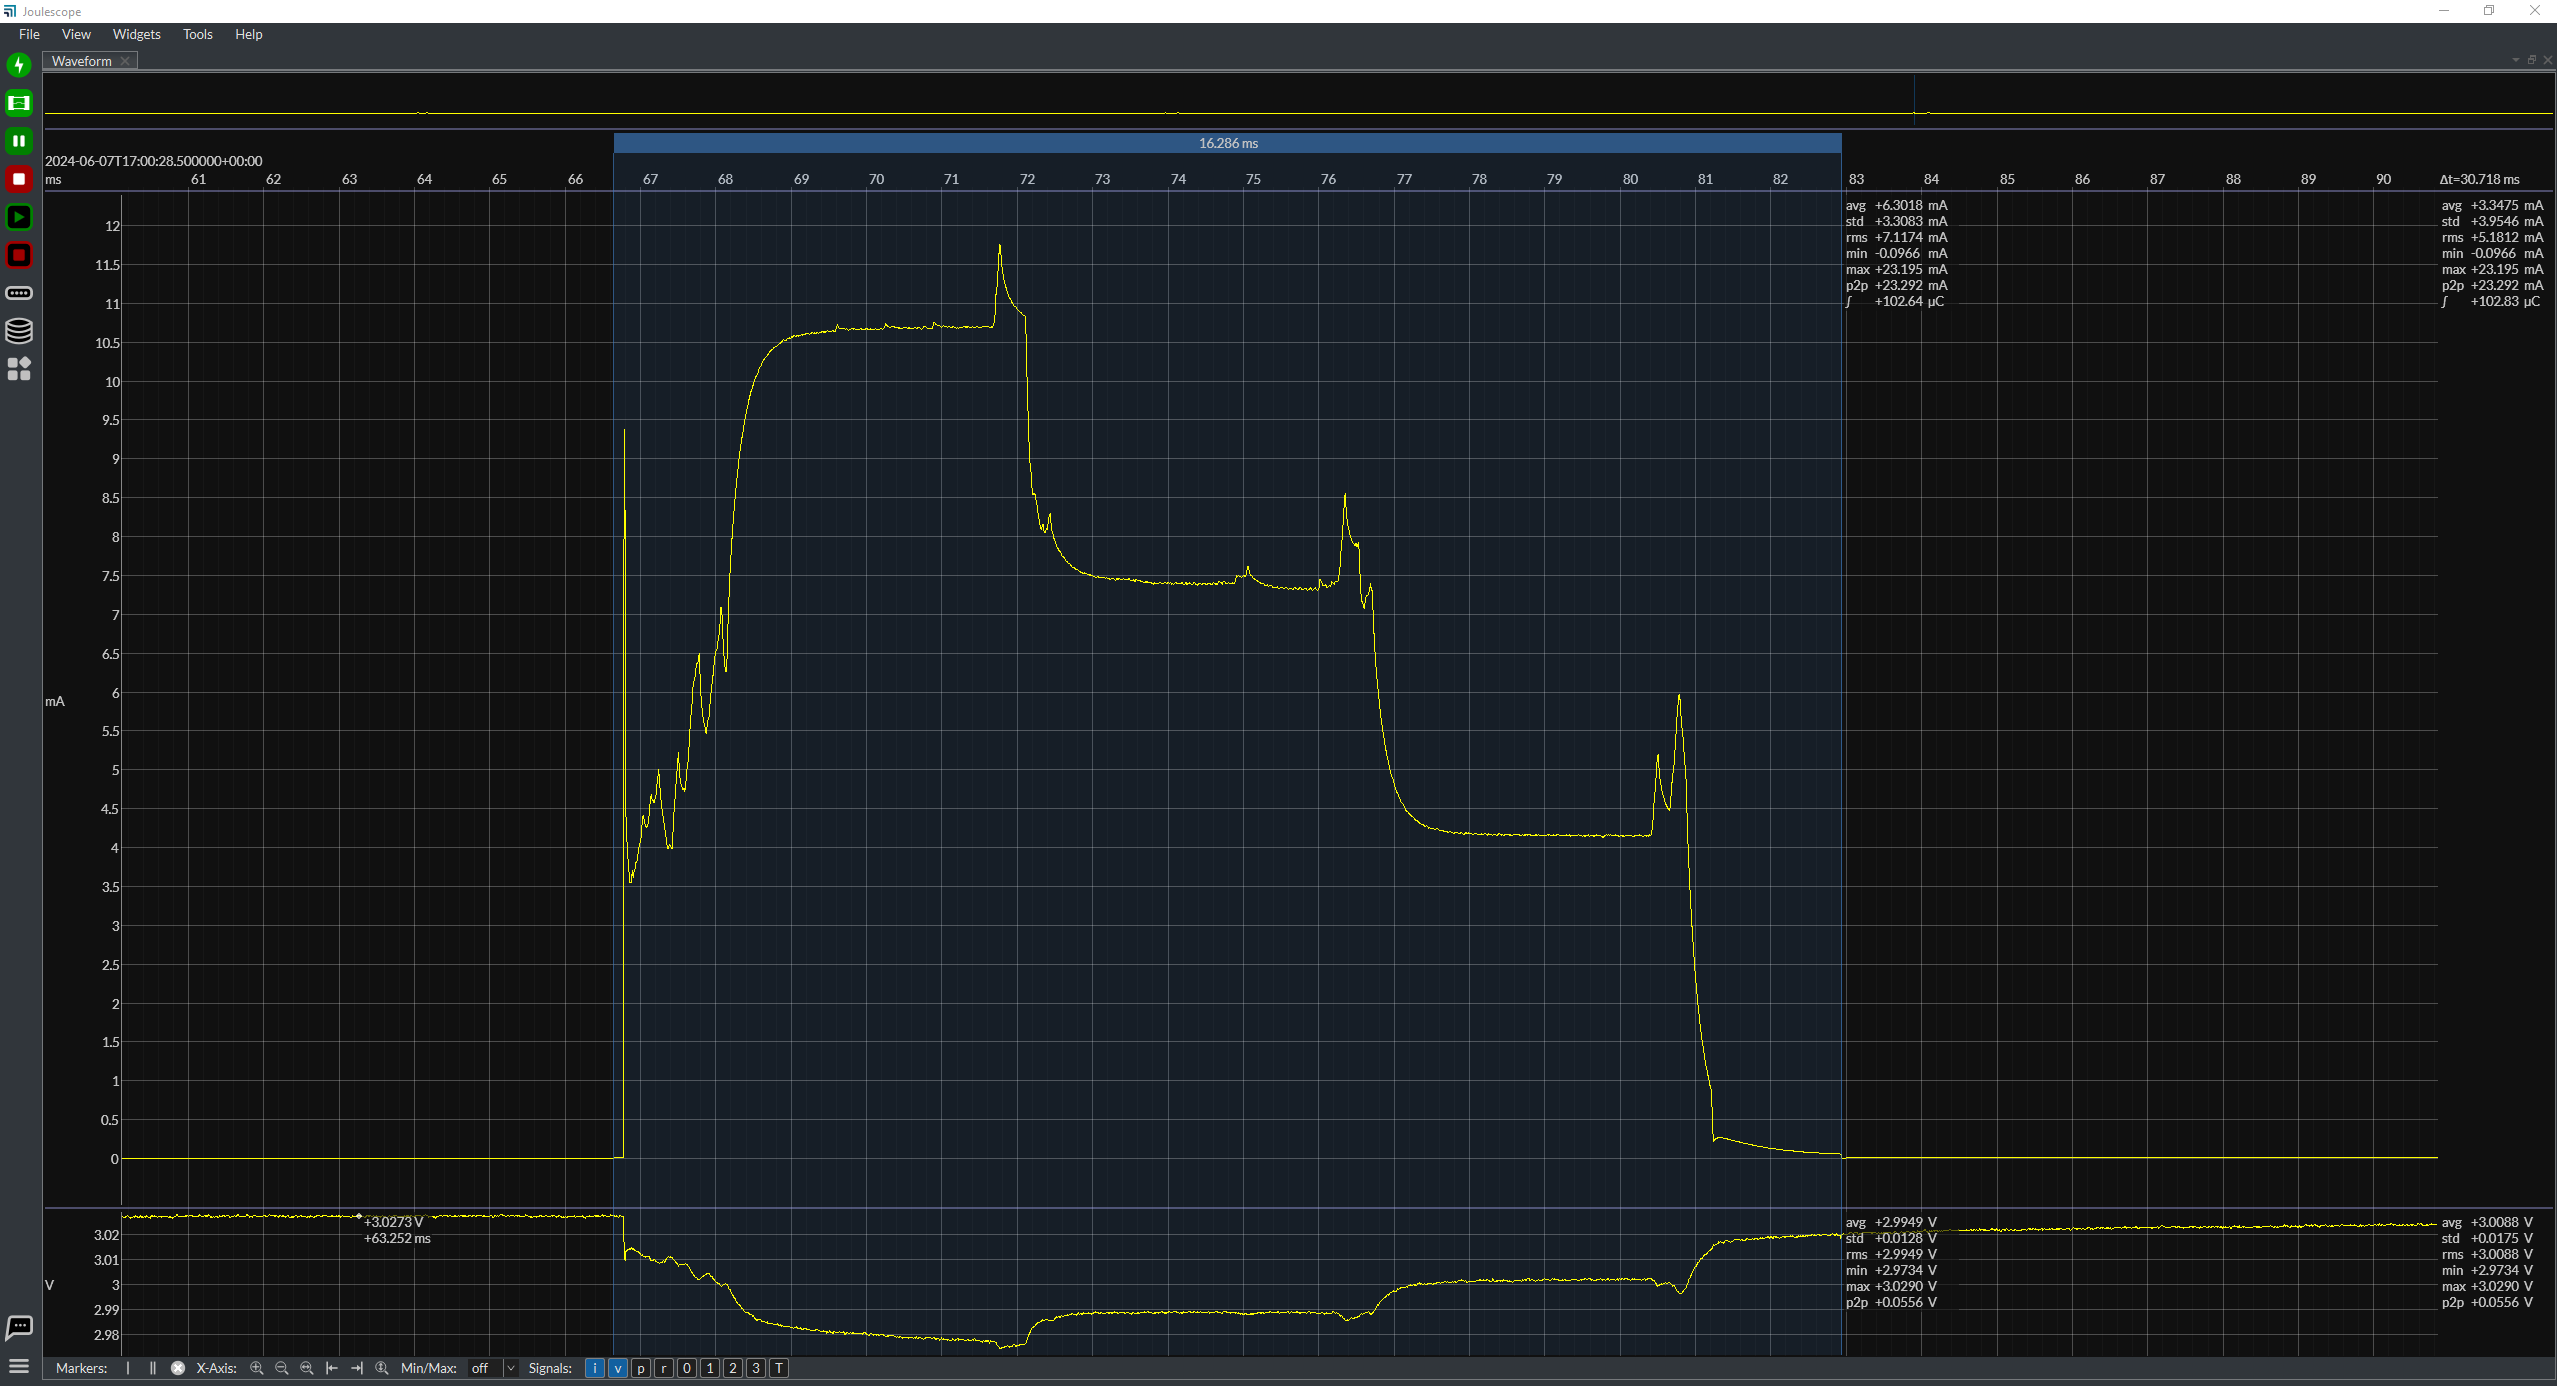 Joulescope
File View Widgets Tools Help
Waveform
16.286 ms
2024-06-07T17:00:28.500000+00:00
ms 61 62 63 64 65 66 67 68 69 70 71 72 73 74 75 76 77 78 79 80 81 82 83 84 85 86 87 88 89 90 Δt=30.718 ms
avg +6.3018 mA
std +3.3083 mA
rms +7.1174 mA
min -0.0966 mA
max +23.195 mA
p2p +23.292 mA
∫ +102.64 µC
avg +3.3475 mA
std +3.9546 mA
rms +5.1812 mA
min -0.0966 mA
max +23.195 mA
p2p +23.292 mA
∫ +102.83 µC
12
11.5
11
10.5
10
9.5
9
8.5
8
7.5
7
6.5
6
mA
5.5
5
4.5
4
3.5
3
2.5
2
1.5
1
0.5
0
+3.0273 V
+63.252 ms
3.02
3.01
3
V
2.99
2.98
avg +2.9949 V
std +0.0128 V
rms +2.9949 V
min +2.9734 V
max +3.0290 V
p2p +0.0556 V
avg +3.0088 V
std +0.0175 V
rms +3.0088 V
min +2.9734 V
max +3.0290 V
p2p +0.0556 V
Markers: X-Axis: Min/Max: off Signals: i v p r 0 1 2 3 T